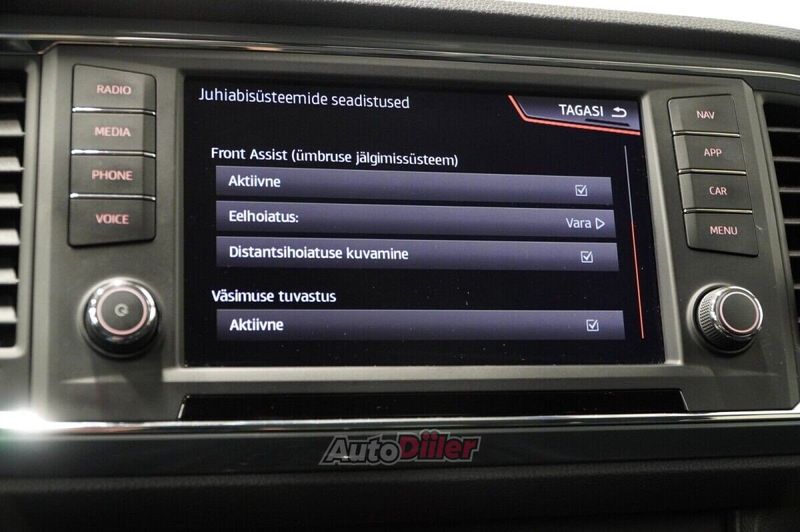 RADIO
MEDIA
PHONE
VOICE
Juhiabisüsteemide seadistused
TAGASI
Front Assist (ümbruse jälgimissüsteem)
Aktiivne
Eelhoiatus:
Vara
Distantsihoiatuse kuvamine
Väsimuse tuvastus
Aktiivne
NAV
APP
CAR
MENU
AutoDiiler